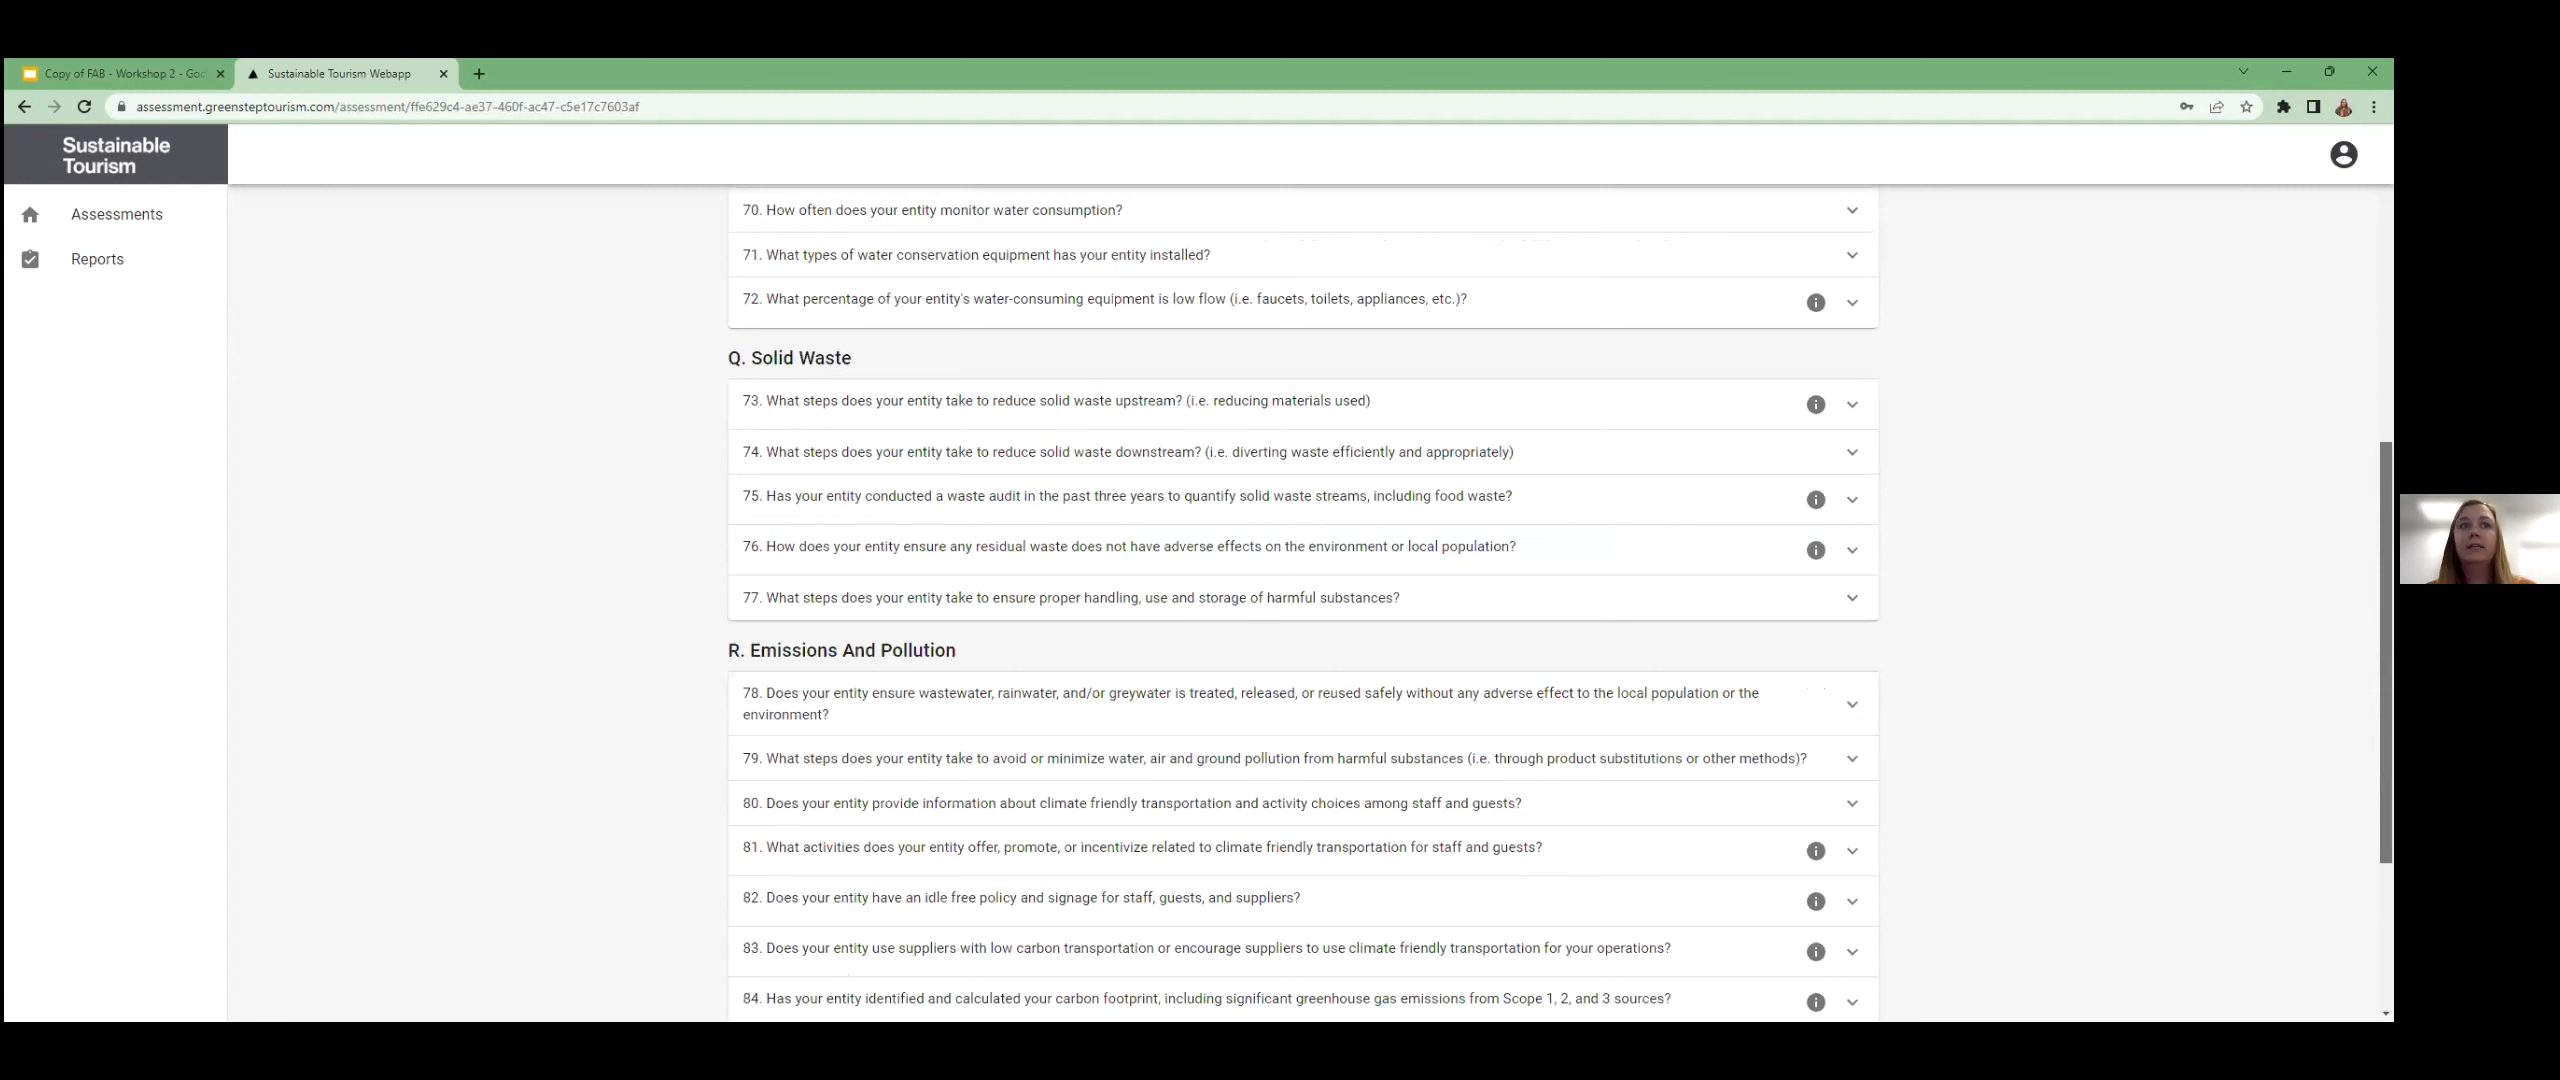 Copy of FAB - Workshop 2 - Goo
Sustainable Tourism Webapp
assessment.greensteptourism.com/assessment/ffe629c4-ae37-460f-ac47-c5e17c7603af
Sustainable
Tourism
Assessments
Reports
70. How often does your entity monitor water consumption?
71. What types of water conservation equipment has your entity installed?
72. What percentage of your entity's water-consuming equipment is low flow (i.e. faucets, toilets, appliances, etc.)?
Q. Solid Waste
73. What steps does your entity take to reduce solid waste upstream? (i.e. reducing materials used)
74. What steps does your entity take to reduce solid waste downstream? (i.e. diverting waste efficiently and appropriately)
75. Has your entity conducted a waste audit in the past three years to quantify solid waste streams, including food waste?
76. How does your entity ensure any residual waste does not have adverse effects on the environment or local population?
77. What steps does your entity take to ensure proper handling, use and storage of harmful substances?
R. Emissions And Pollution
78. Does your entity ensure wastewater, rainwater, and/or greywater is treated, released, or reused safely without any adverse effect to the local population or the
environment?
79. What steps does your entity take to avoid or minimize water, air and ground pollution from harmful substances (i.e. through product substitutions or other methods)?
80. Does your entity provide information about climate friendly transportation and activity choices among staff and guests?
81. What activities does your entity offer, promote, or incentivize related to climate friendly transportation for staff and guests?
82. Does your entity have an idle free policy and signage for staff, guests, and suppliers?
83. Does your entity use suppliers with low carbon transportation or encourage suppliers to use climate friendly transportation for your operations?
84. Has your entity identified and calculated your carbon footprint, including significant greenhouse gas emissions from Scope 1, 2, and 3 sources?